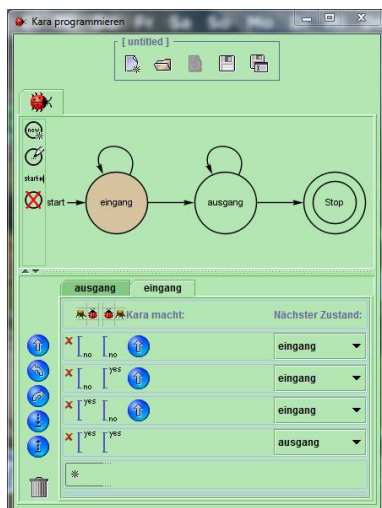 Kara programmieren
[ untitled ]
new
start
start
eingang
ausgang
Stop
ausgang eingang
Kara macht: Nächster Zustand:
no no eingang
no yes eingang
yes no eingang
yes yes ausgang